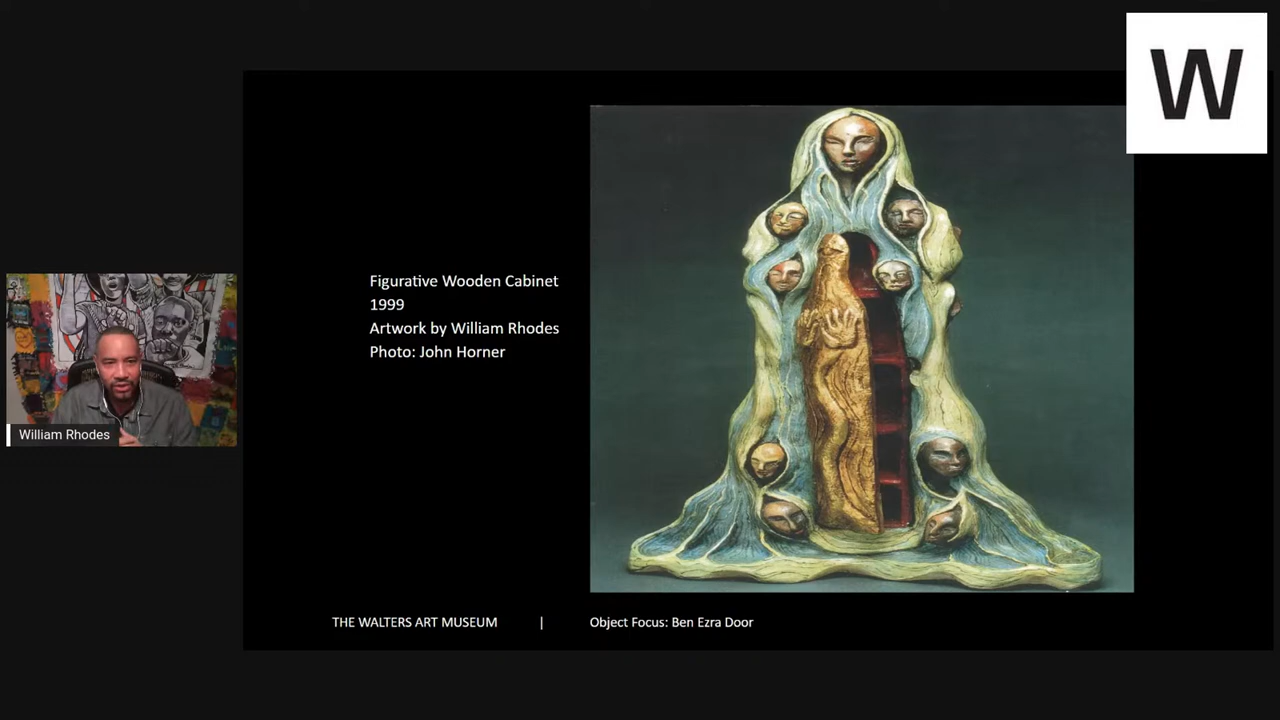 W
Figurative Wooden Cabinet
1999
Artwork by William Rhodes
Photo: John Horner
William Rhodes
THE WALTERS ART MUSEUM | Object Focus: Ben Ezra Door